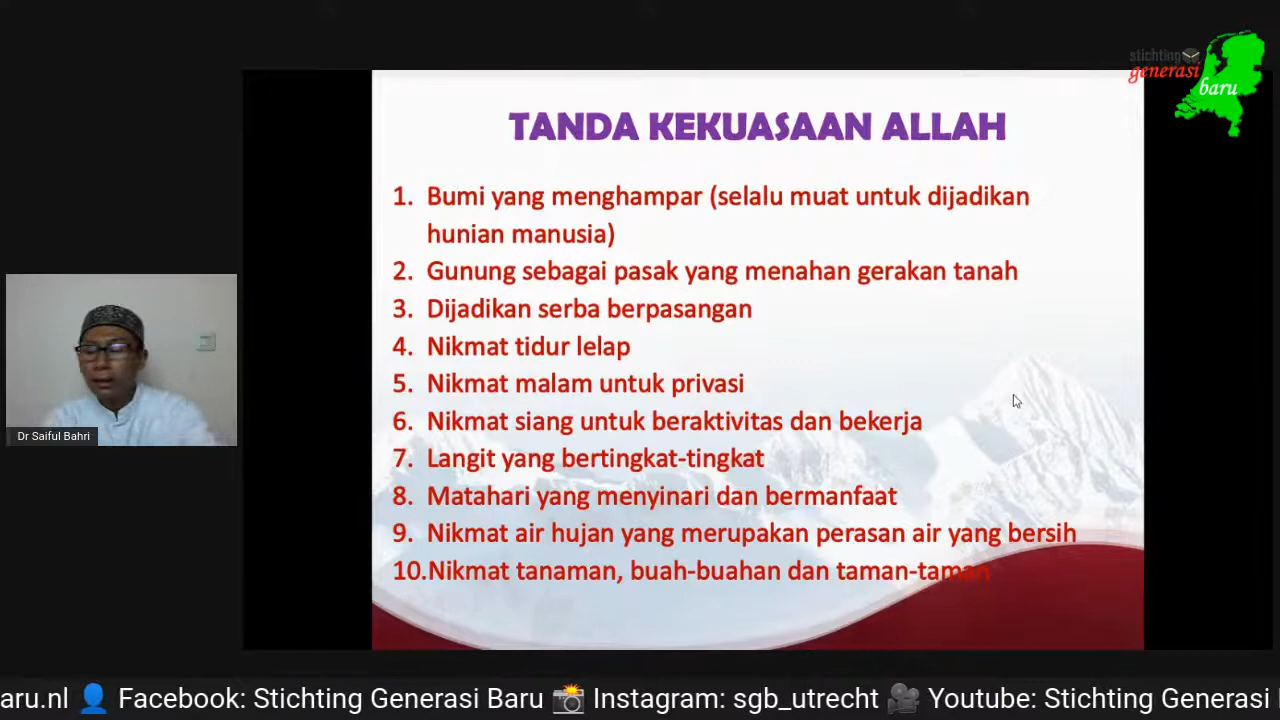 stichting
generasi
baru
TANDA KEKUASAAN ALLAH
1. Bumi yang menghampar (selalu muat untuk dijadikan
hunian manusia)
2. Gunung sebagai pasak yang menahan gerakan tanah
3. Dijadikan serba berpasangan
4. Nikmat tidur lelap
5. Nikmat malam untuk privasi
6. Nikmat siang untuk beraktivitas dan bekerja
7. Langit yang bertingkat-tingkat
8. Matahari yang menyinari dan bermanfaat
9. Nikmat air hujan yang merupakan perasan air yang bersih
10.Nikmat tanaman, buah-buahan dan taman-taman
Dr Saiful Bahri
aru.nl 👤 Facebook: Stichting Generasi Baru 📸 Instagram: sgb_utrecht 🎥 Youtube: Stichting Generasi